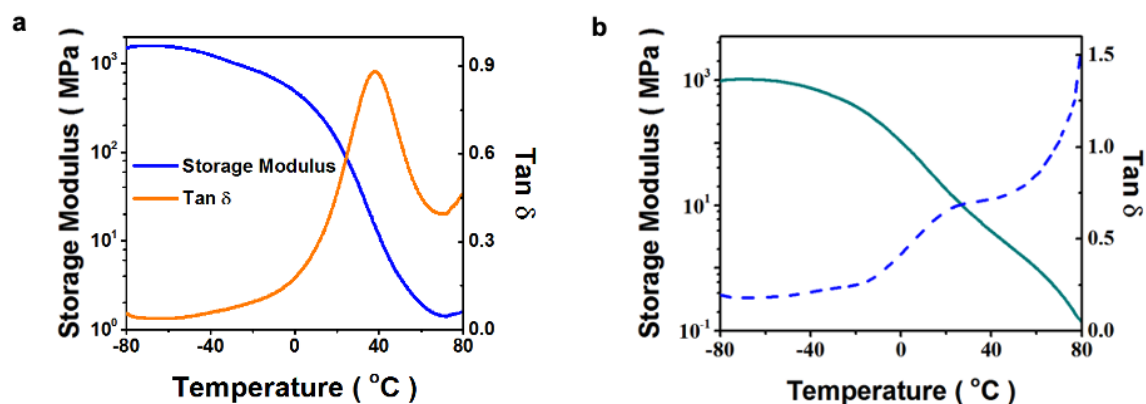 a
Storage Modulus ( MPa)
10³
10²
10¹
10⁰
Storage Modulus
Tan δ
0.9
0.6
0.3
0.0
Tan δ
-80 -40 0 40 80
Temperature ( °C )
b
Storage Modulus ( MPa)
10³
10¹
10⁻¹
1.5
1.0
0.5
0.0
Tan δ
-80 -40 0 40 80
Temperature ( °C )